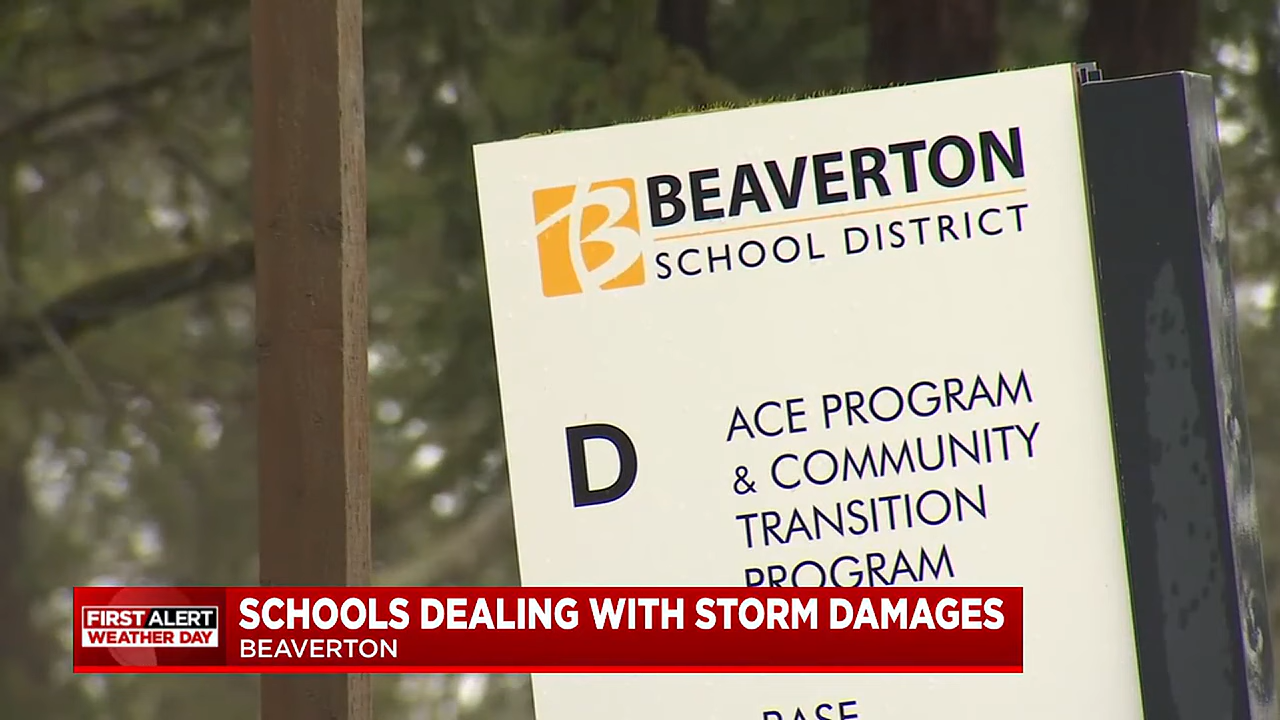 B BEAVERTON
SCHOOL DISTRICT
D
ACE PROGRAM
& COMMUNITY
TRANSITION
PROGRAM
FIRST ALERT
WEATHER DAY
SCHOOLS DEALING WITH STORM DAMAGES
BEAVERTON